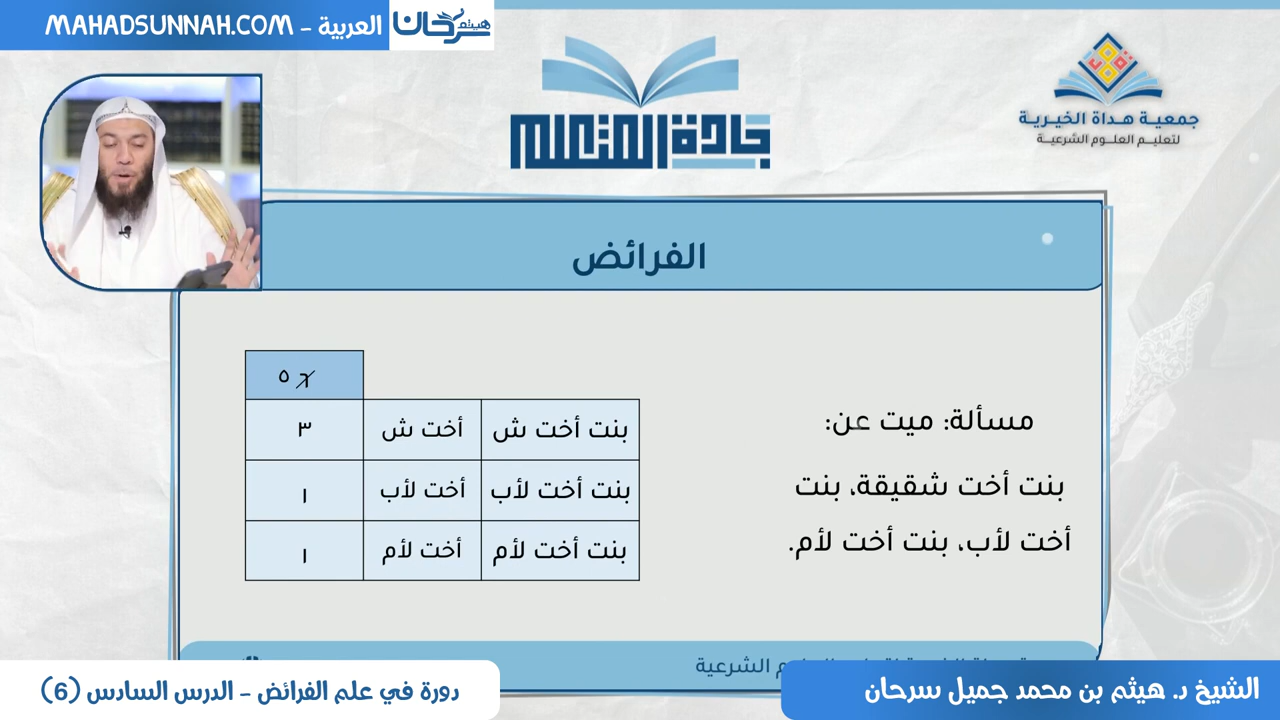 العربية - MAHADSUNNAH.COM
هيثم سرحان
جادة المتعلم
جمعية هداة الخيرية
لتعليم العلوم الشرعية
الفرائض
مسألة: ميت عن:
بنت أخت شقيقة، بنت
أخت لأب، بنت أخت لأم.
٦ ٥
بنت أخت ش أخت ش ٣
بنت أخت لأب أخت لأب ١
بنت أخت لأم أخت لأم ١
الشرعية
الشيخ د. هيثم بن محمد جميل سرحان
دورة في علم الفرائض - الدرس السادس (6)